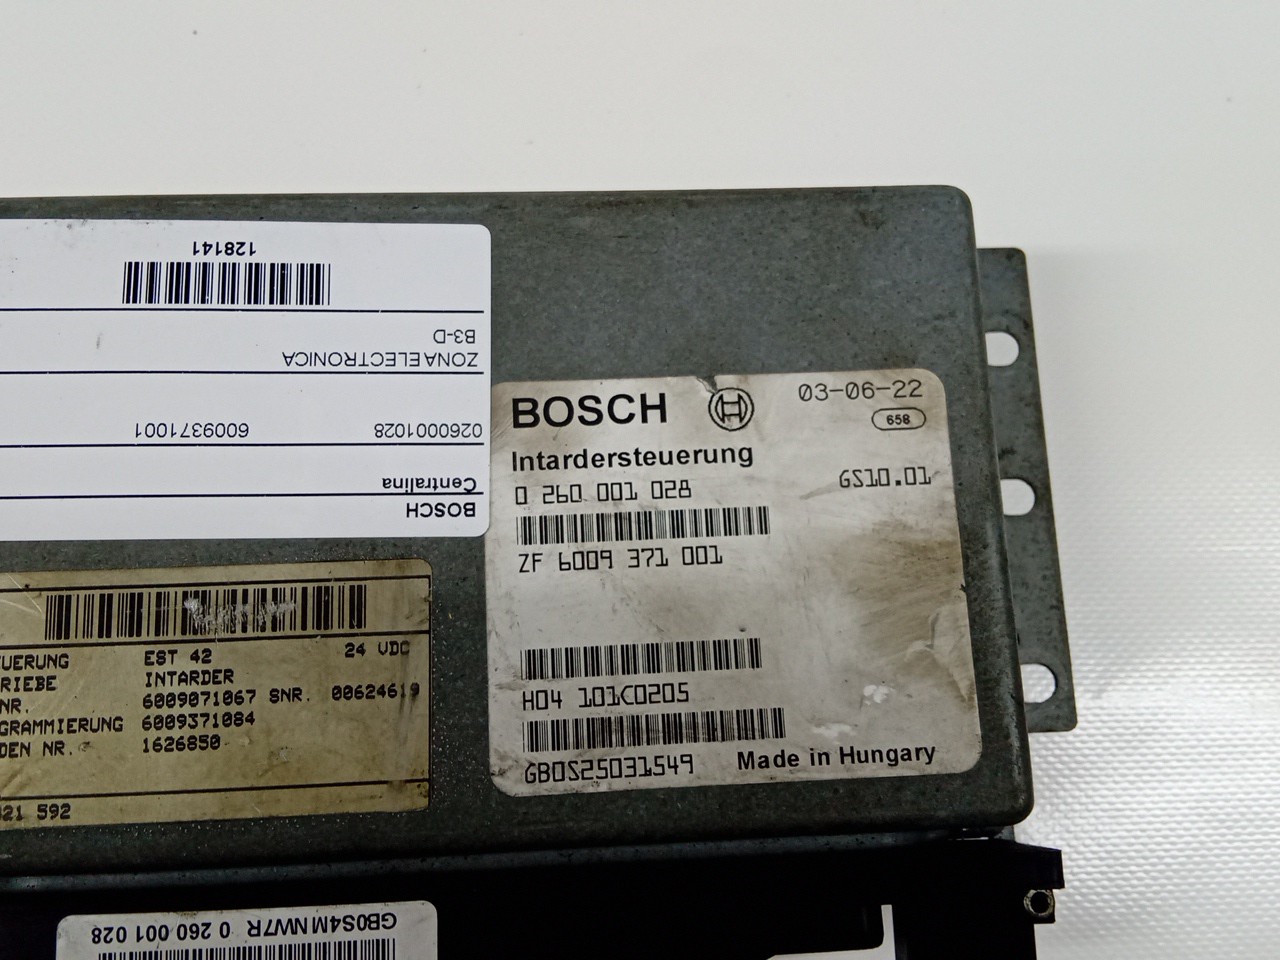 128141
B3-D
ZONA ELECTRONICA
0260001028 6009371001
Centralina
BOSCH
BOSCH
03-06-22
658
Intardersteuerung
0 260 001 028
GS10.01
ZF 6009 371 001
H04 101C0205
GB0S25031549
Made in Hungary
EUERUNG EST 42 24 VDC
RIEBE INTARDER
NR. 6009071067 SNR. 00624619
GRAMMIERUNG 6009371084
DEN NR. 1626850
21 592
GB0S4MNW7R 0 260 001 028